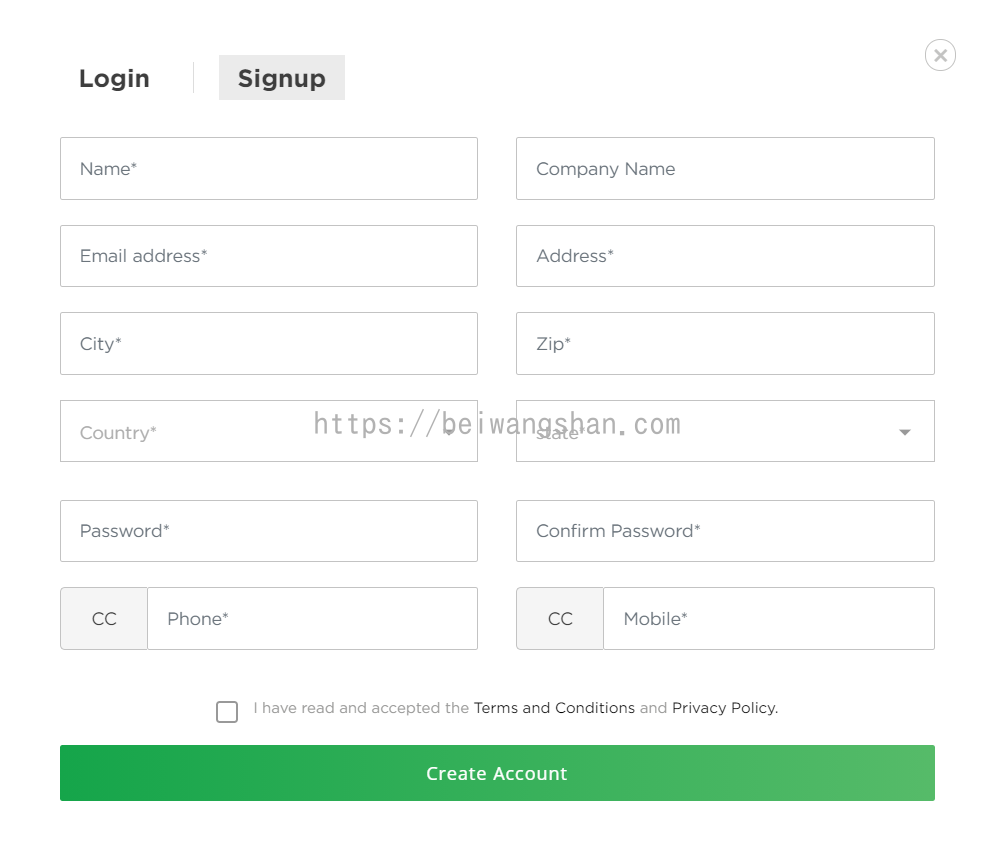 Login
Signup
Name*
Company Name
Email address*
Address*
City*
Zip*
Country*
state*
https://beiwangshan.com
Password*
Confirm Password*
CC
Phone*
CC
Mobile*
I have read and accepted the Terms and Conditions and Privacy Policy.
Create Account